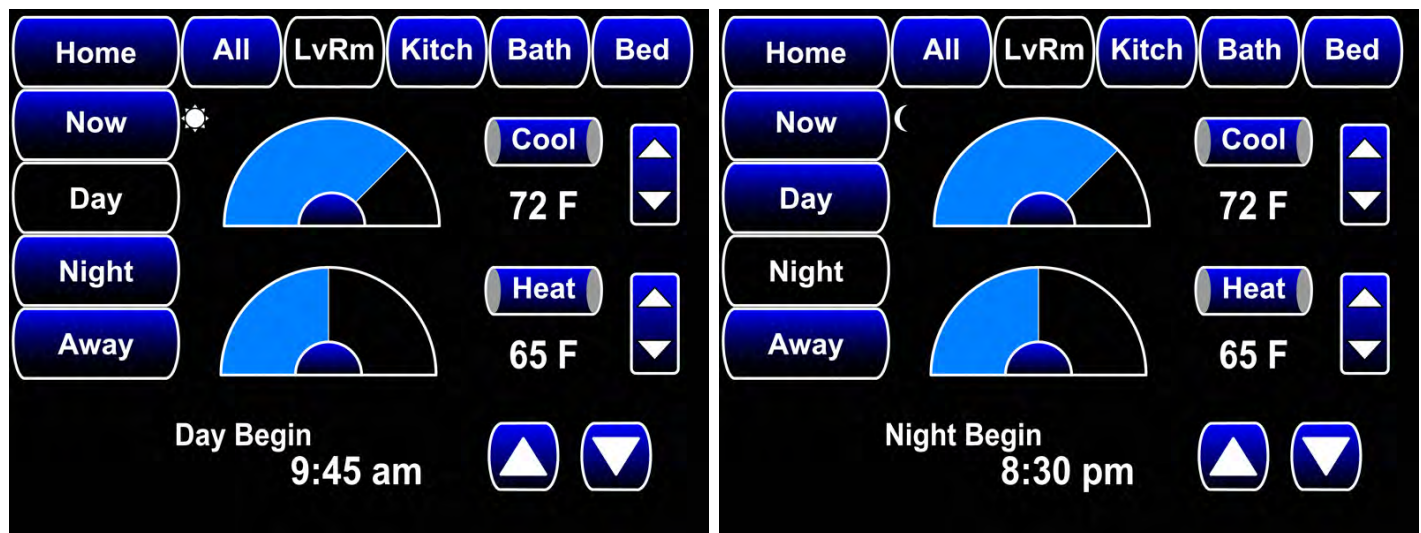 Home All LvRm Kitch Bath Bed
Now
Cool
Day
72 F
Night
Heat
Away
65 F
Day Begin
9:45 am
Home All LvRm Kitch Bath Bed
Now
Cool
Day
72 F
Night
Heat
Away
65 F
Night Begin
8:30 pm